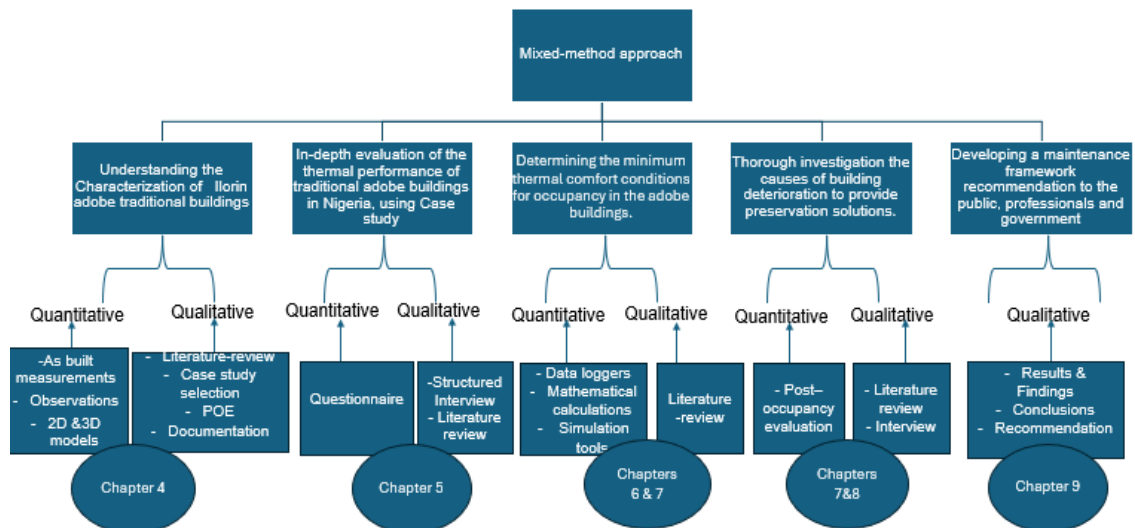 Mixed-method approach
Understanding the
Characterization of Ilorin
adobe traditional buildings
In-depth evaluation of the
thermal performance of
traditional adobe buildings
in Nigeria, using Case
study
Determining the minimum
thermal comfort conditions
for occupancy in the adobe
buildings.
Thorough investigation the
causes of building
deterioration to provide
preservation solutions.
Developing a maintenance
framework
recommendation to the
public, professionals and
government
Quantitative
Qualitative
Quantitative
Qualitative
Quantitative
Qualitative
Quantitative
Qualitative
Qualitative
-As built
measurements
- Observations
- 2D &3D
models
- Literature-review
- Case study
selection
- POE
- Documentation
Questionnaire
-Structured
Interview
- Literature
review
- Data loggers
- Mathematical
calculations
- Simulation
tools
Literature
-review
- Post–
occupancy
evaluation
- Literature
review
- Interview
- Results &
Findings
- Conclusions
- Recommendation
Chapter 4
Chapter 5
Chapters
6 & 7
Chapters
7&8
Chapter 9